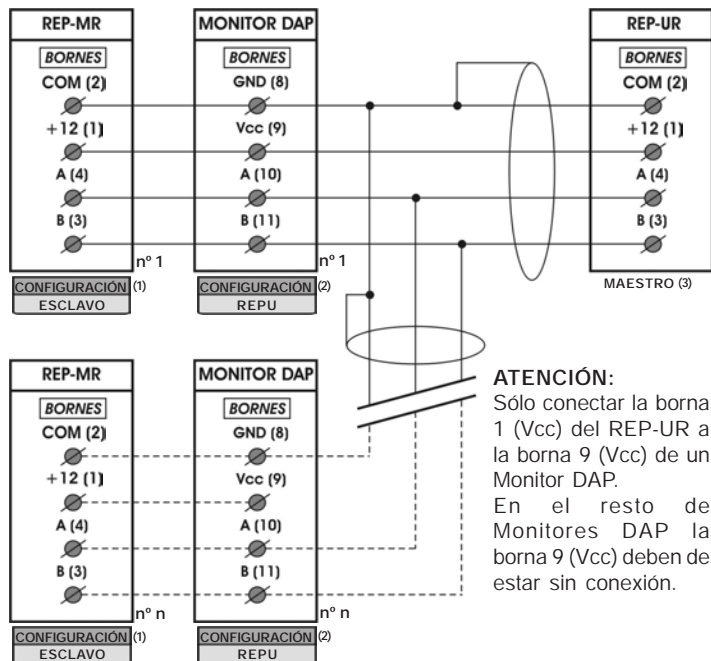 REP-MR
BORNES
COM (2)
+12 (1)
A (4)
B (3)
nº 1
CONFIGURACIÓN (1)
ESCLAVO
MONITOR DAP
BORNES
GND (8)
Vcc (9)
A (10)
B (11)
nº 1
CONFIGURACIÓN (2)
REPU
REP-UR
BORNES
COM (2)
+12 (1)
A (4)
B (3)
MAESTRO (3)
REP-MR
BORNES
COM (2)
+12 (1)
A (4)
B (3)
nº n
CONFIGURACIÓN (1)
ESCLAVO
MONITOR DAP
BORNES
GND (8)
Vcc (9)
A (10)
B (11)
nº n
CONFIGURACIÓN (2)
REPU
ATENCIÓN:
Sólo conectar la borna
1 (Vcc) del REP-UR a
la borna 9 (Vcc) de un
Monitor DAP.
En el resto de
Monitores DAP la
borna 9 (Vcc) deben de
estar sin conexión.